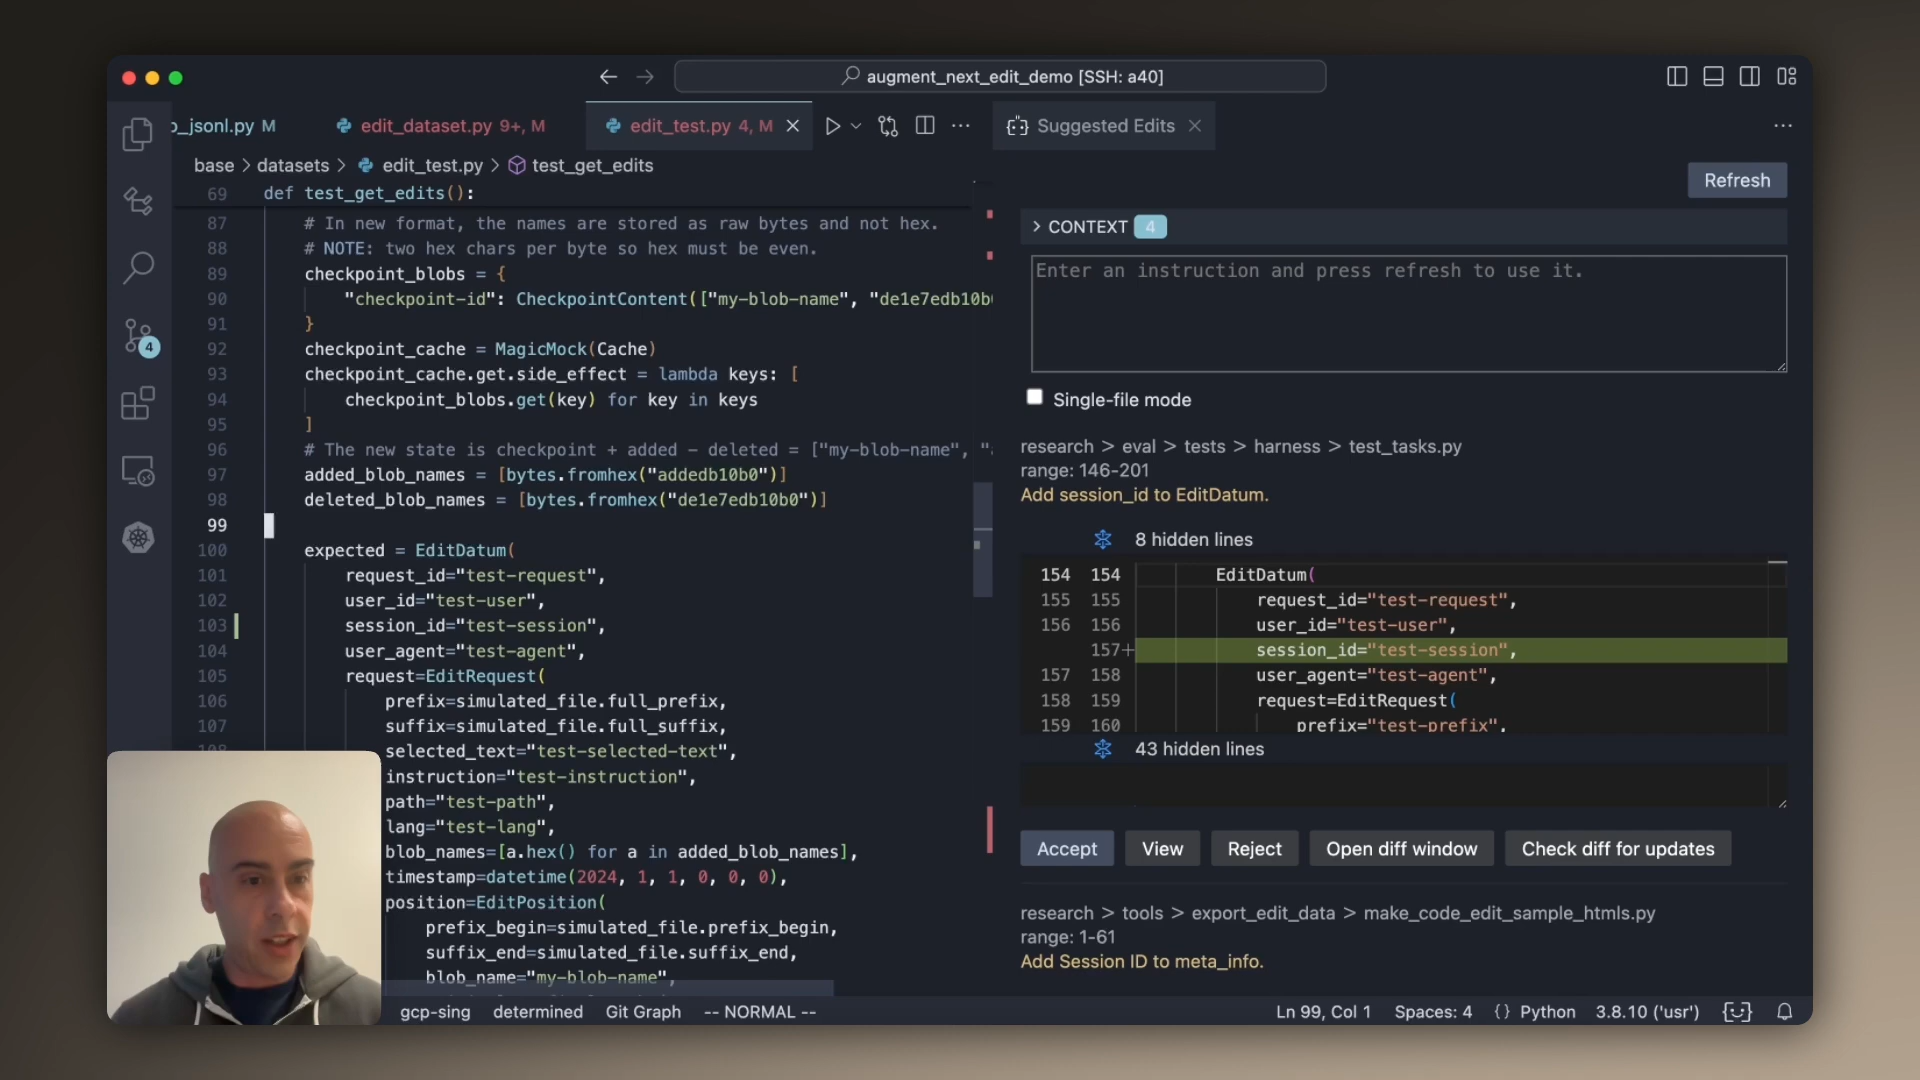 augment_next_edit_demo [SSH: a40]
o_jsonl.py M
edit_dataset.py 9+, M
edit_test.py 4, M
Suggested Edits
base > datasets > edit_test.py > test_get_edits
69 def test_get_edits():
87 # In new format, the names are stored as raw bytes and not hex.
88 # NOTE: two hex chars per byte so hex must be even.
89 checkpoint_blobs = {
90 "checkpoint-id": CheckpointContent(["my-blob-name", "de1e7edb10b
91 }
92 checkpoint_cache = MagicMock(Cache)
93 checkpoint_cache.get.side_effect = lambda keys: [
94 checkpoint_blobs.get(key) for key in keys
95 ]
96 # The new state is checkpoint + added - deleted = ["my-blob-name", "
97 added_blob_names = [bytes.fromhex("addedb10b0")]
98 deleted_blob_names = [bytes.fromhex("de1e7edb10b0")]
99
100 expected = EditDatum(
101 request_id="test-request",
102 user_id="test-user",
103 session_id="test-session",
104 user_agent="test-agent",
105 request=EditRequest(
106 prefix=simulated_file.full_prefix,
107 suffix=simulated_file.full_suffix,
108 selected_text="test-selected-text",
instruction="test-instruction",
path="test-path",
lang="test-lang",
blob_names=[a.hex() for a in added_blob_names],
timestamp=datetime(2024, 1, 1, 0, 0, 0),
position=EditPosition(
prefix_begin=simulated_file.prefix_begin,
suffix_end=simulated_file.suffix_end,
blob_name="my-blob-name",
Refresh
> CONTEXT 4
Enter an instruction and press refresh to use it.
Single-file mode
research > eval > tests > harness > test_tasks.py
range: 146-201
Add session_id to EditDatum.
8 hidden lines
154 154 EditDatum(
155 155 request_id="test-request",
156 156 user_id="test-user",
157+ session_id="test-session",
157 158 user_agent="test-agent",
158 159 request=EditRequest(
159 160 prefix="test-prefix",
43 hidden lines
Accept
View
Reject
Open diff window
Check diff for updates
research > tools > export_edit_data > make_code_edit_sample_htmls.py
range: 1-61
Add Session ID to meta_info.
4
gcp-sing
determined
Git Graph
-- NORMAL --
Ln 99, Col 1
Spaces: 4
{} Python
3.8.10 ('usr')